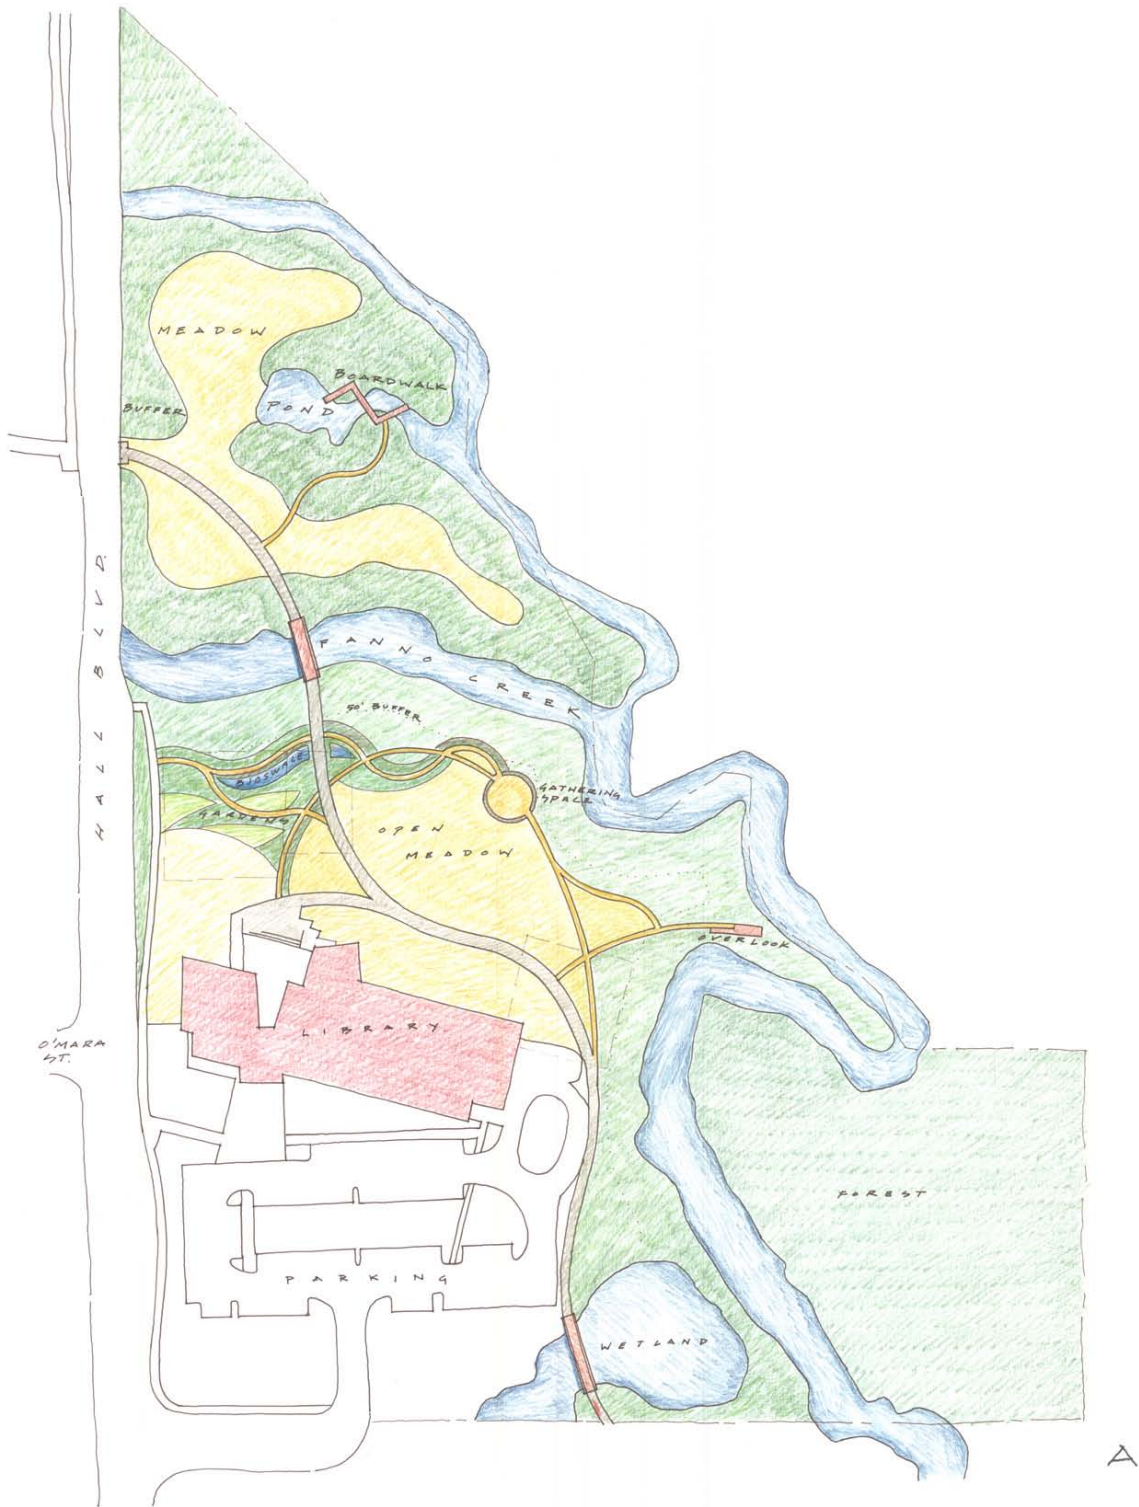 MEADOW
BOARDWALK
POND
BUFFER
HALL BLVD.
FANNO CREEK
50' BUFFER
BIOSWALE
GATHERING
SPACE
GARDENS
OPEN
MEADOW
OVERLOOK
LIBRARY
O'MARA
ST.
FOREST
PARKING
WETLAND
A